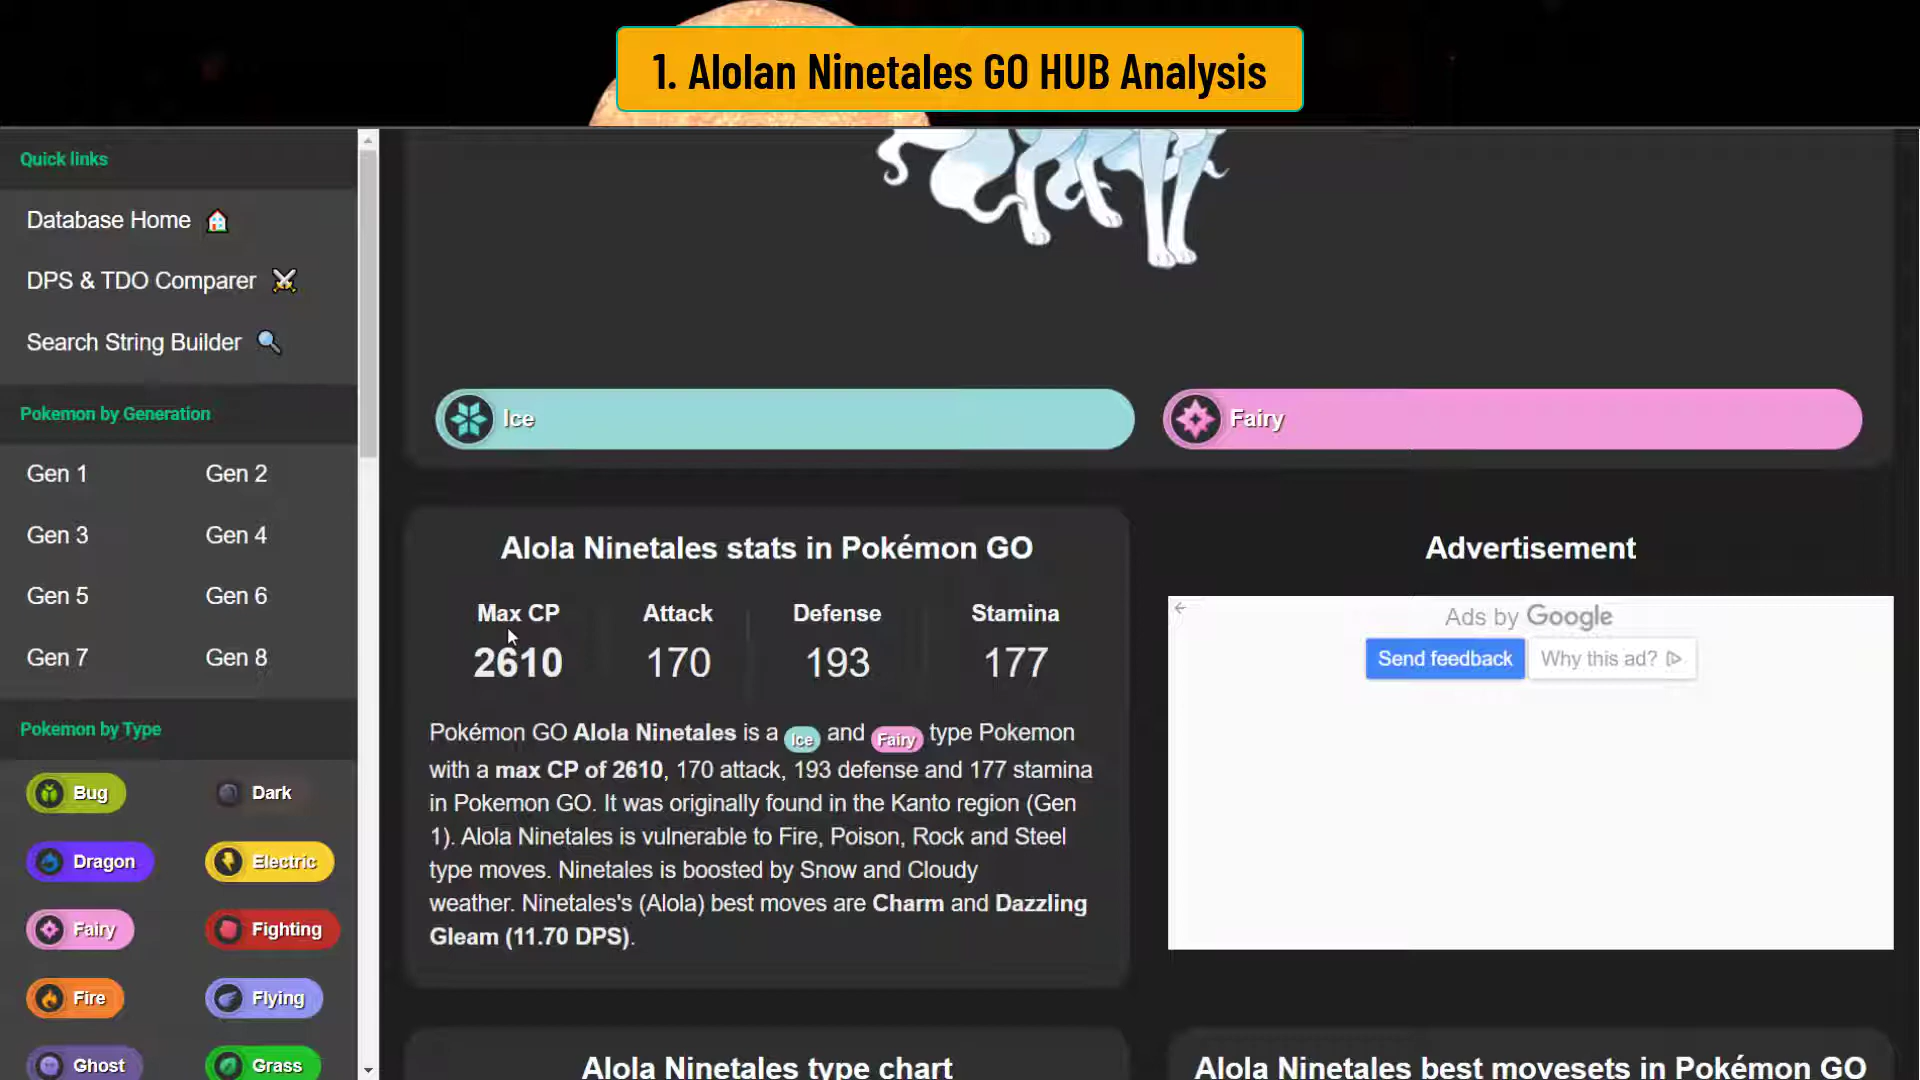 1. Alolan Ninetales GO HUB Analysis
Quick links
Database Home
DPS & TDO Comparer
Search String Builder
Pokemon by Generation
Gen 1 Gen 2
Gen 3 Gen 4
Gen 5 Gen 6
Gen 7 Gen 8
Pokemon by Type
Bug Dark
Dragon Electric
Fairy Fighting
Fire Flying
Ghost Grass
Ice Fairy
Alola Ninetales stats in Pokémon GO
Max CP Attack Defense Stamina
2610 170 193 177
Pokémon GO Alola Ninetales is a Ice and Fairy type Pokemon
with a max CP of 2610, 170 attack, 193 defense and 177 stamina
in Pokemon GO. It was originally found in the Kanto region (Gen
1). Alola Ninetales is vulnerable to Fire, Poison, Rock and Steel
type moves. Ninetales is boosted by Snow and Cloudy
weather. Ninetales's (Alola) best moves are Charm and Dazzling
Gleam (11.70 DPS).
Advertisement
Ads by Google
Send feedback Why this ad?
Alola Ninetales type chart
Alola Ninetales best movesets in Pokémon GO